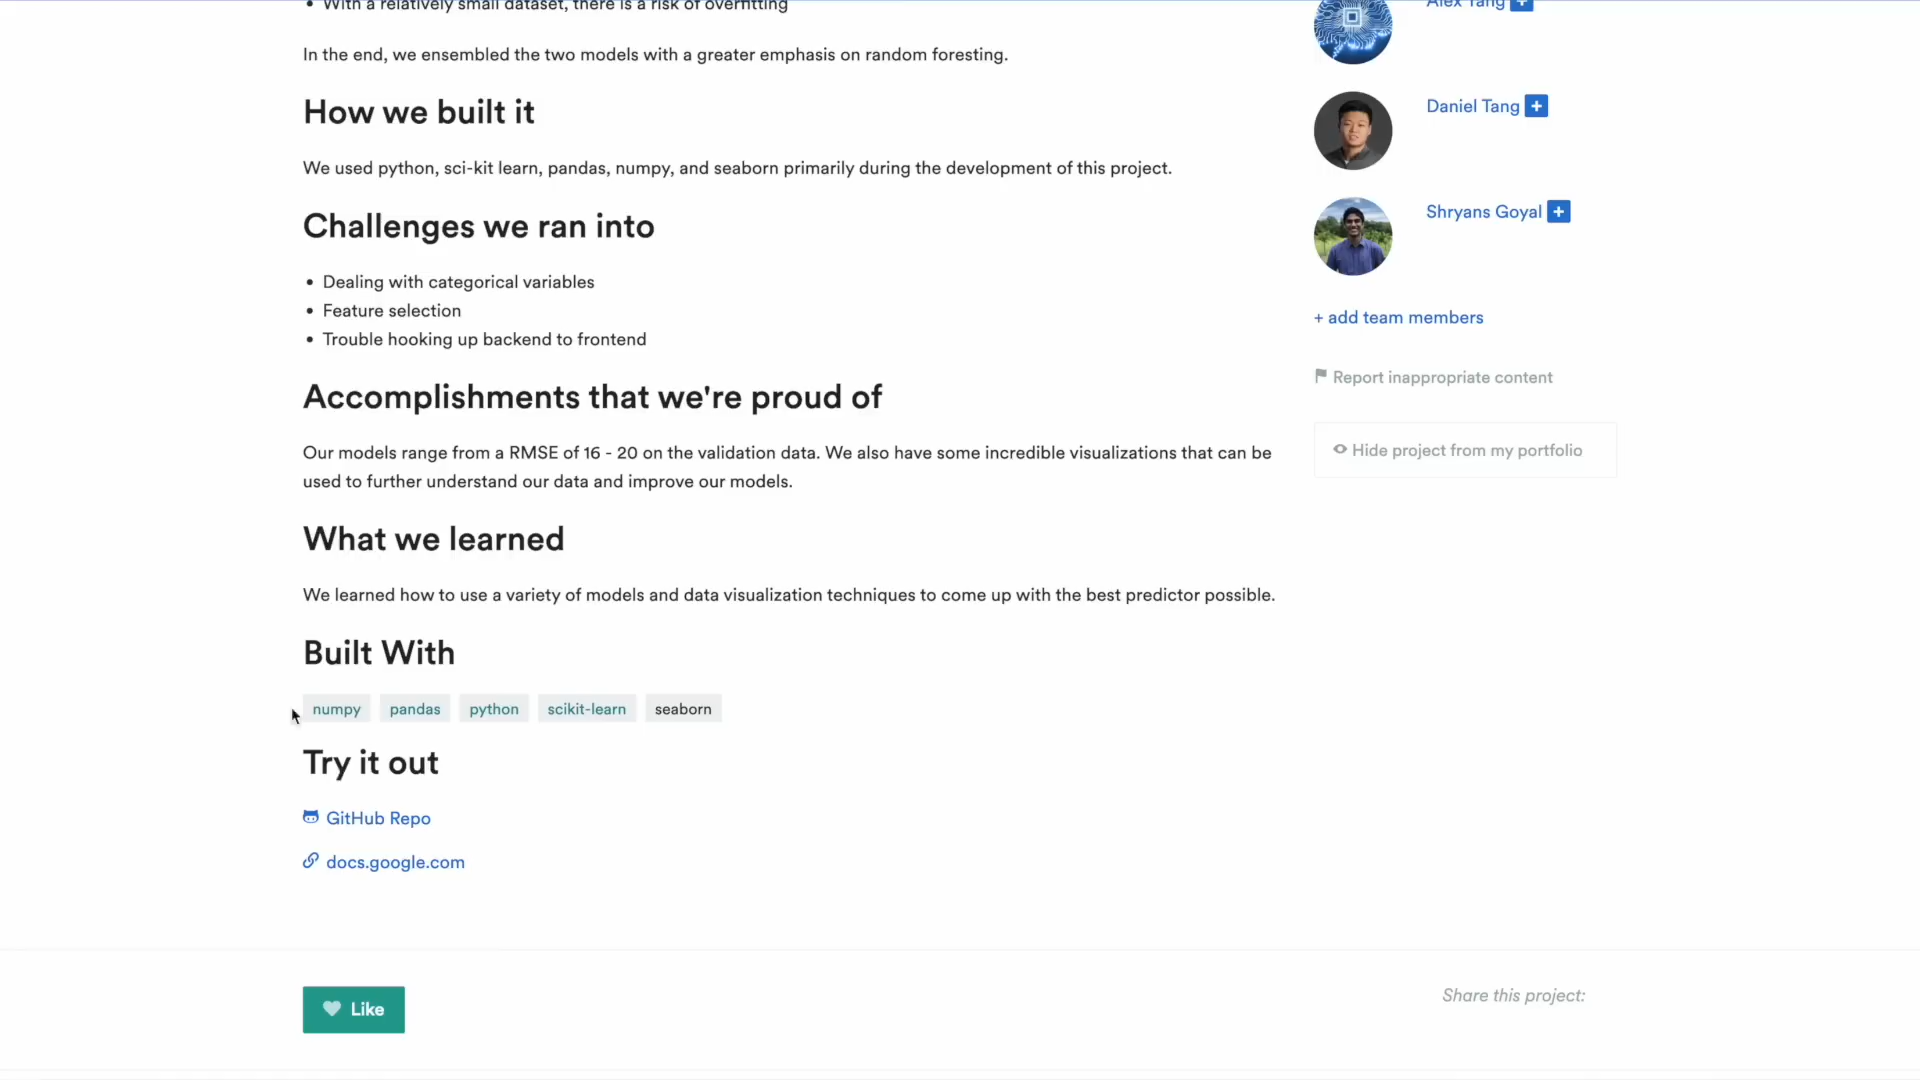 • With a relatively small dataset, there is a risk of overfitting
In the end, we ensembled the two models with a greater emphasis on random foresting.
How we built it
We used python, sci-kit learn, pandas, numpy, and seaborn primarily during the development of this project.
Challenges we ran into
• Dealing with categorical variables
• Feature selection
• Trouble hooking up backend to frontend
Accomplishments that we're proud of
Our models range from a RMSE of 16 - 20 on the validation data. We also have some incredible visualizations that can be
used to further understand our data and improve our models.
What we learned
We learned how to use a variety of models and data visualization techniques to come up with the best predictor possible.
Built With
numpy pandas python scikit-learn seaborn
Try it out
GitHub Repo
docs.google.com
Like
Alex Tang +
Daniel Tang +
Shryans Goyal +
+ add team members
Report inappropriate content
Hide project from my portfolio
Share this project: